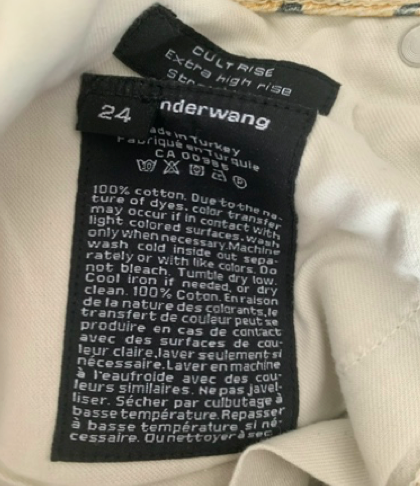 CULT RISE
Extra high rise
24
nderwang
ade in Turkey
Fabriqué en Turquie
CA 00385
100% cotton. Due to the na-
ture of dyes, color transfer
may occur if in contact with
light colored surfaces. Wash
only when necessary. Machine
wash cold inside out sepa-
rately or with like colors. Do
not bleach. Tumble dry low.
Cool iron if needed, or dry
clean. 100% Coton. En raison
de la nature des colorants, le
transfert de couleur peut se
produire en cas de contact
avec des surfaces de cou-
leur claire, laver seulement si
nécessaire. Laver en machine
à l'eau froide avec des cou-
leurs similaires. Ne pas javel-
liser. Sécher par culbutage à
basse température. Repasser
à basse température si né-
cessaire. Ou nettoyer à sec